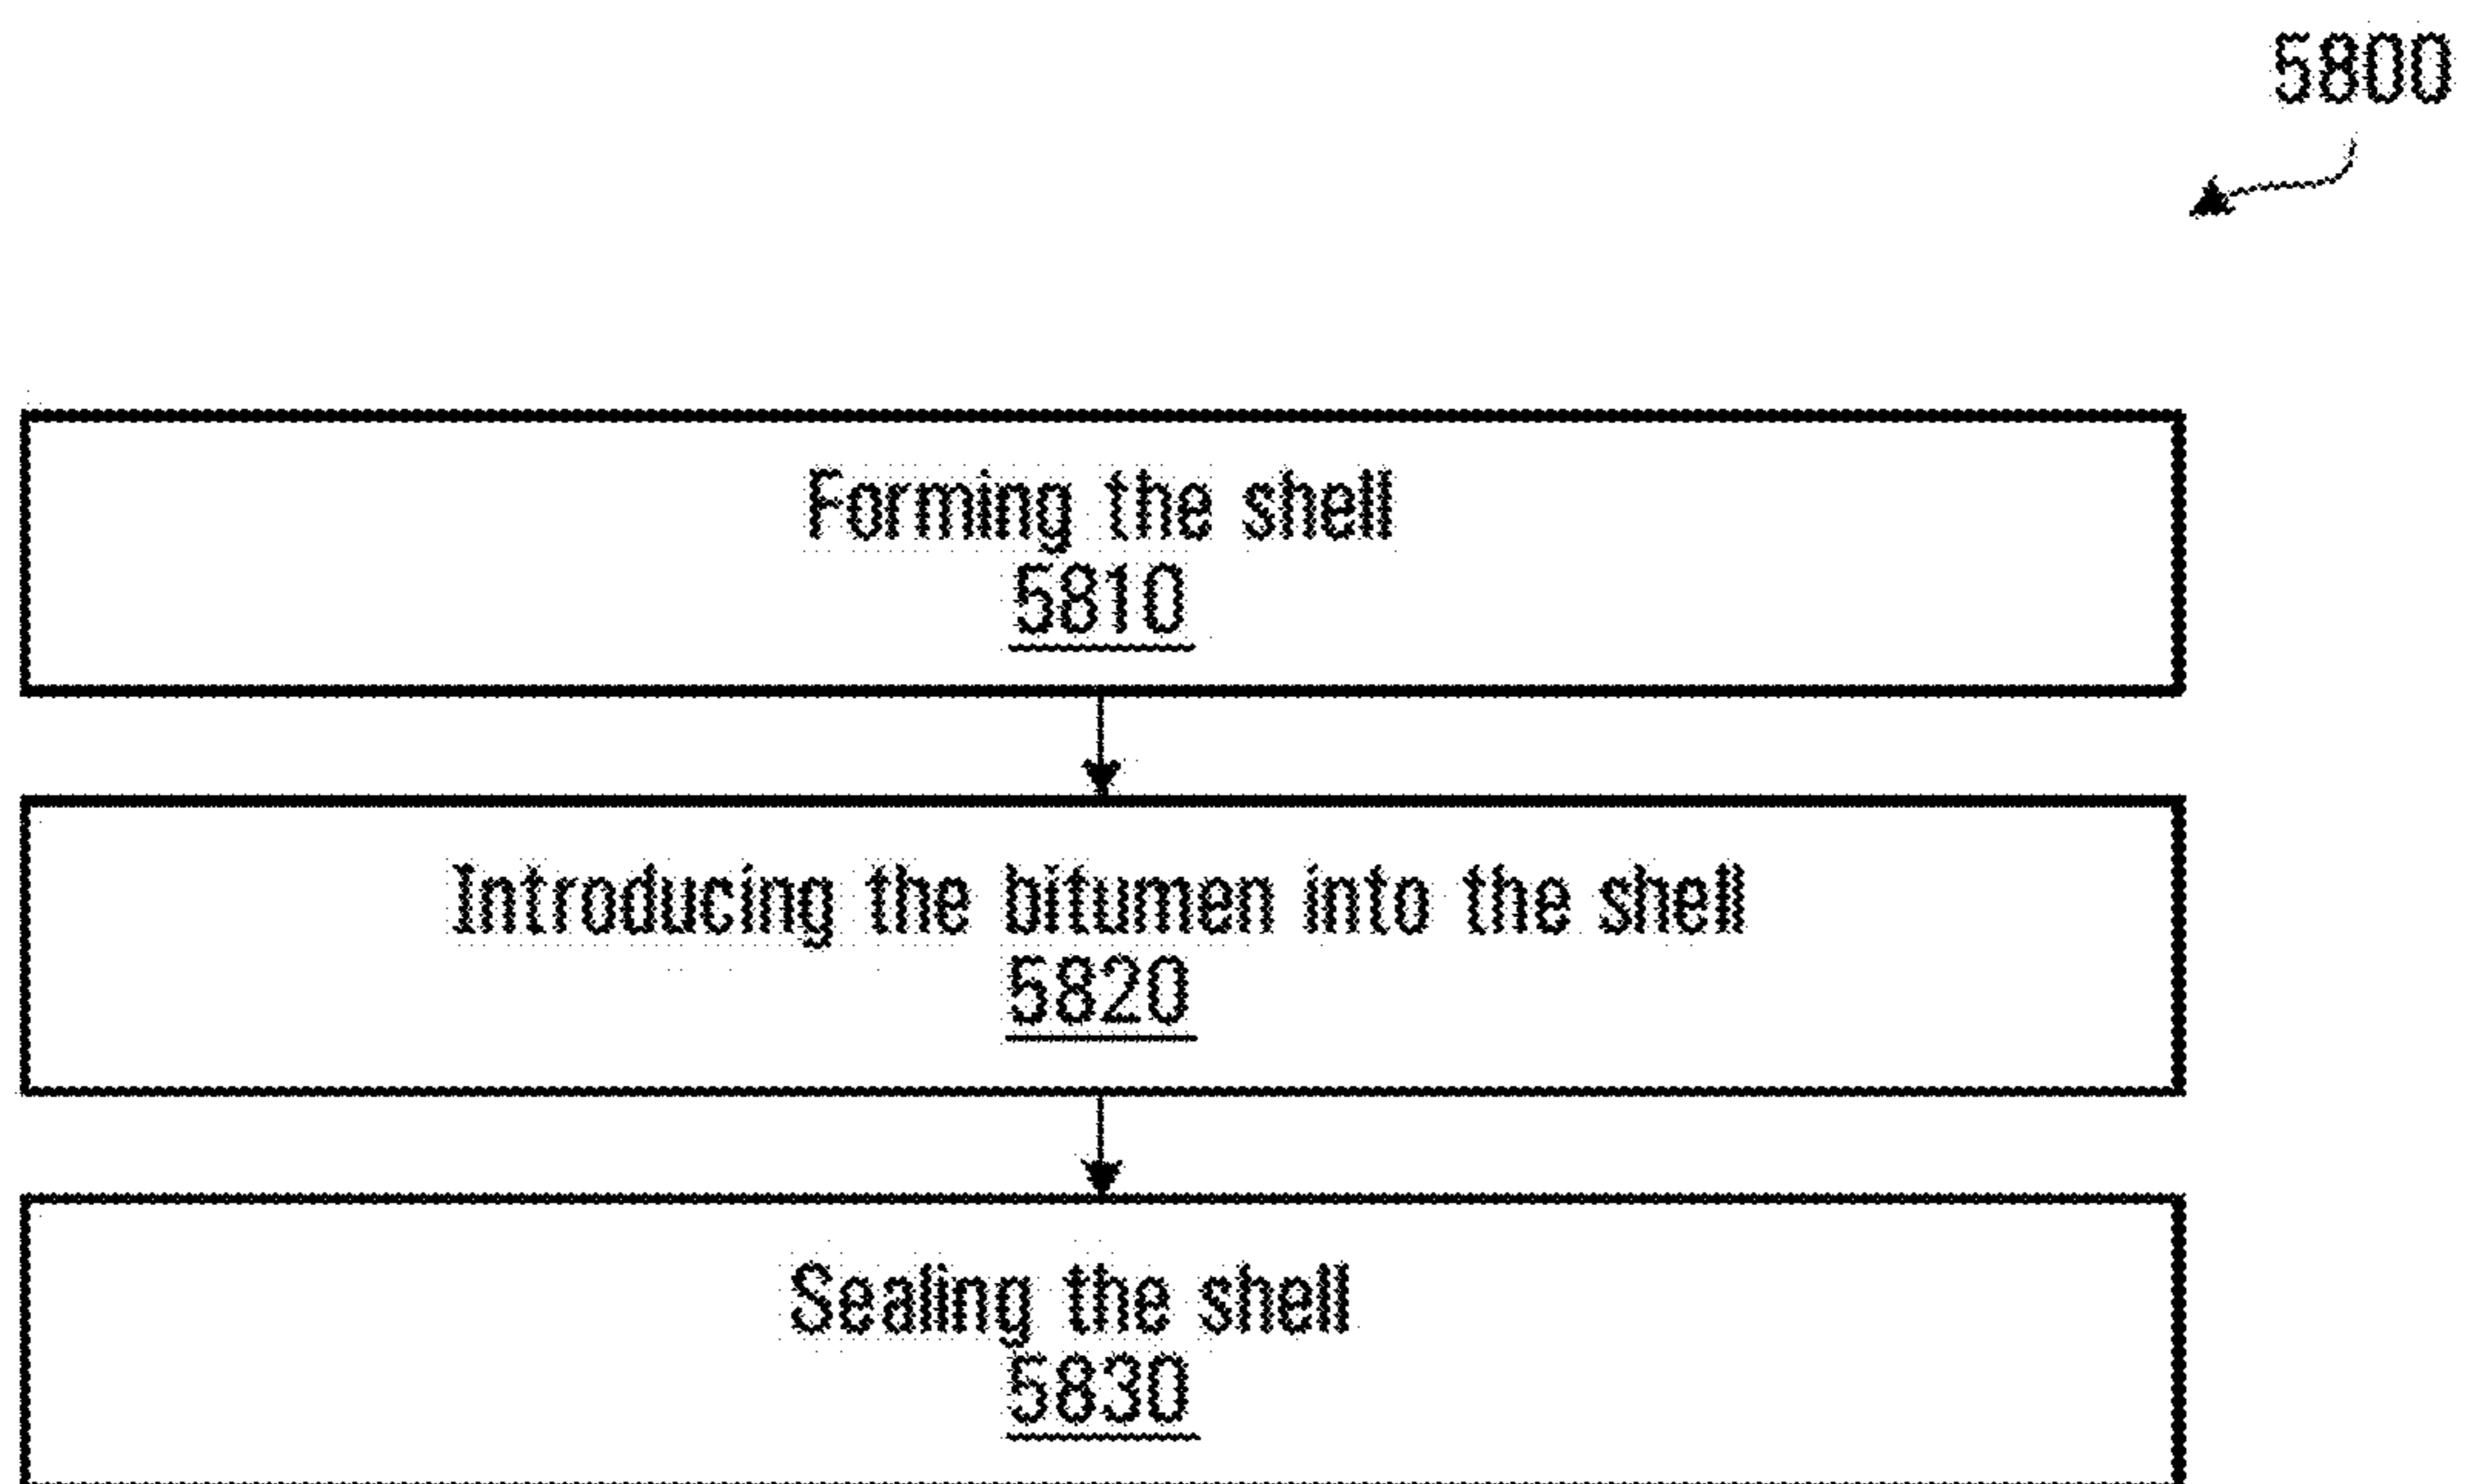 5800
Forming the shell
5810
Introducing the bitumen into the shell
5820
Sealing the shell
5830